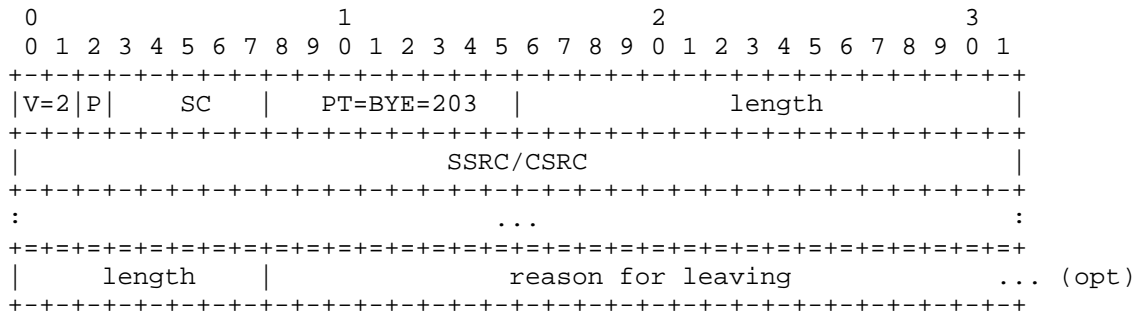 0                   1                   2                   3
 0 1 2 3 4 5 6 7 8 9 0 1 2 3 4 5 6 7 8 9 0 1 2 3 4 5 6 7 8 9 0 1
+-+-+-+-+-+-+-+-+-+-+-+-+-+-+-+-+-+-+-+-+-+-+-+-+-+-+-+-+-+-+-+-+
|V=2|P|    SC   |   PT=BYE=203  |             length            |
+-+-+-+-+-+-+-+-+-+-+-+-+-+-+-+-+-+-+-+-+-+-+-+-+-+-+-+-+-+-+-+-+
|                           SSRC/CSRC                           |
+-+-+-+-+-+-+-+-+-+-+-+-+-+-+-+-+-+-+-+-+-+-+-+-+-+-+-+-+-+-+-+-+
:                              ...                              :
+=+=+=+=+=+=+=+=+=+=+=+=+=+=+=+=+=+=+=+=+=+=+=+=+=+=+=+=+=+=+=+=+
|     length    |               reason for leaving             ... (opt)
+-+-+-+-+-+-+-+-+-+-+-+-+-+-+-+-+-+-+-+-+-+-+-+-+-+-+-+-+-+-+-+-+